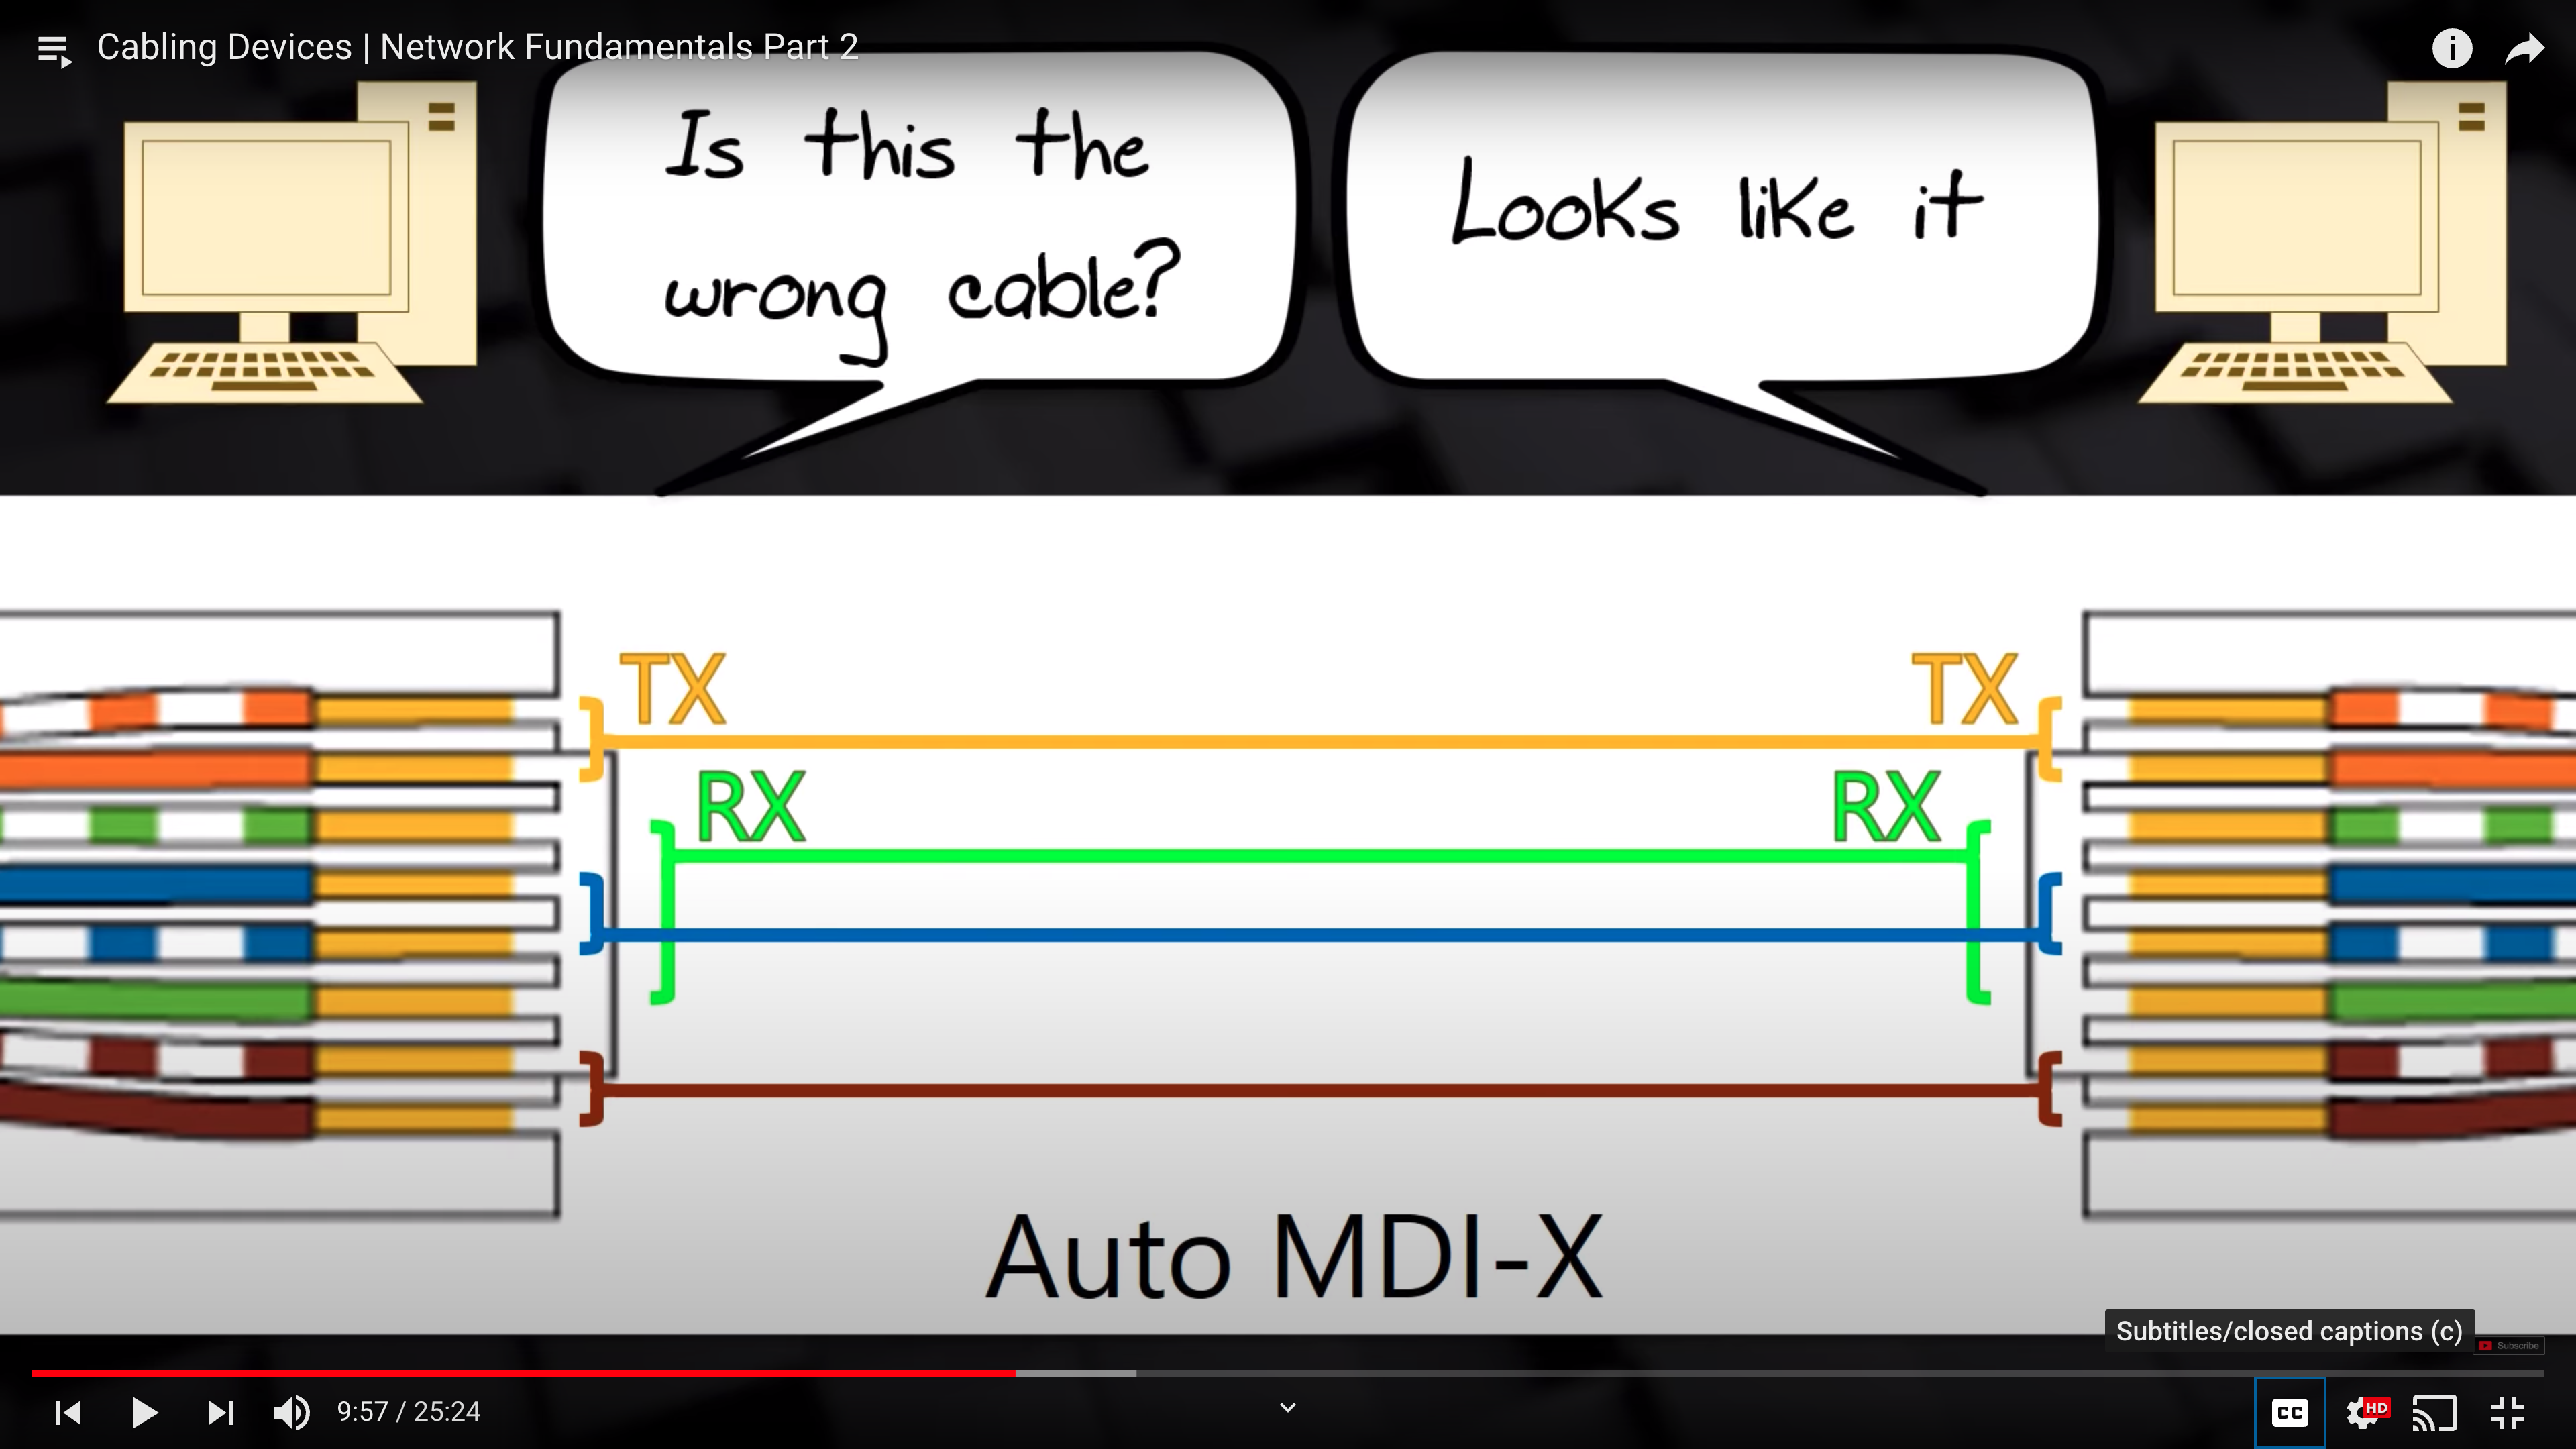 Cabling Devices | Network Fundamentals Part 2
Is this the
wrong cable?
Looks like it
TX
TX
RX
RX
Auto MDI-X
Subtitles/closed captions (c)
Subscribe
9:57 / 25:24
CC
HD